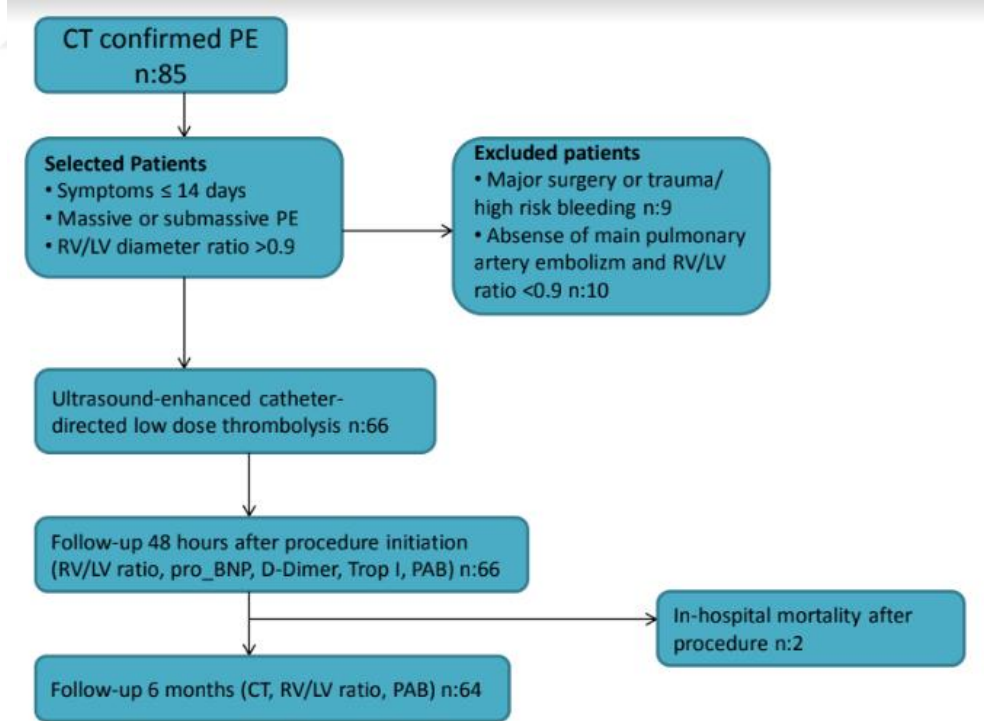 CT confirmed PE
n:85
Selected Patients
• Symptoms ≤ 14 days
• Massive or submassive PE
• RV/LV diameter ratio >0.9
Excluded patients
• Major surgery or trauma/
high risk bleeding n:9
• Absense of main pulmonary
artery embolizm and RV/LV
ratio <0.9 n:10
Ultrasound-enhanced catheter-
directed low dose thrombolysis n:66
Follow-up 48 hours after procedure initiation
(RV/LV ratio, pro_BNP, D-Dimer, Trop I, PAB) n:66
In-hospital mortality after
procedure n:2
Follow-up 6 months (CT, RV/LV ratio, PAB) n:64